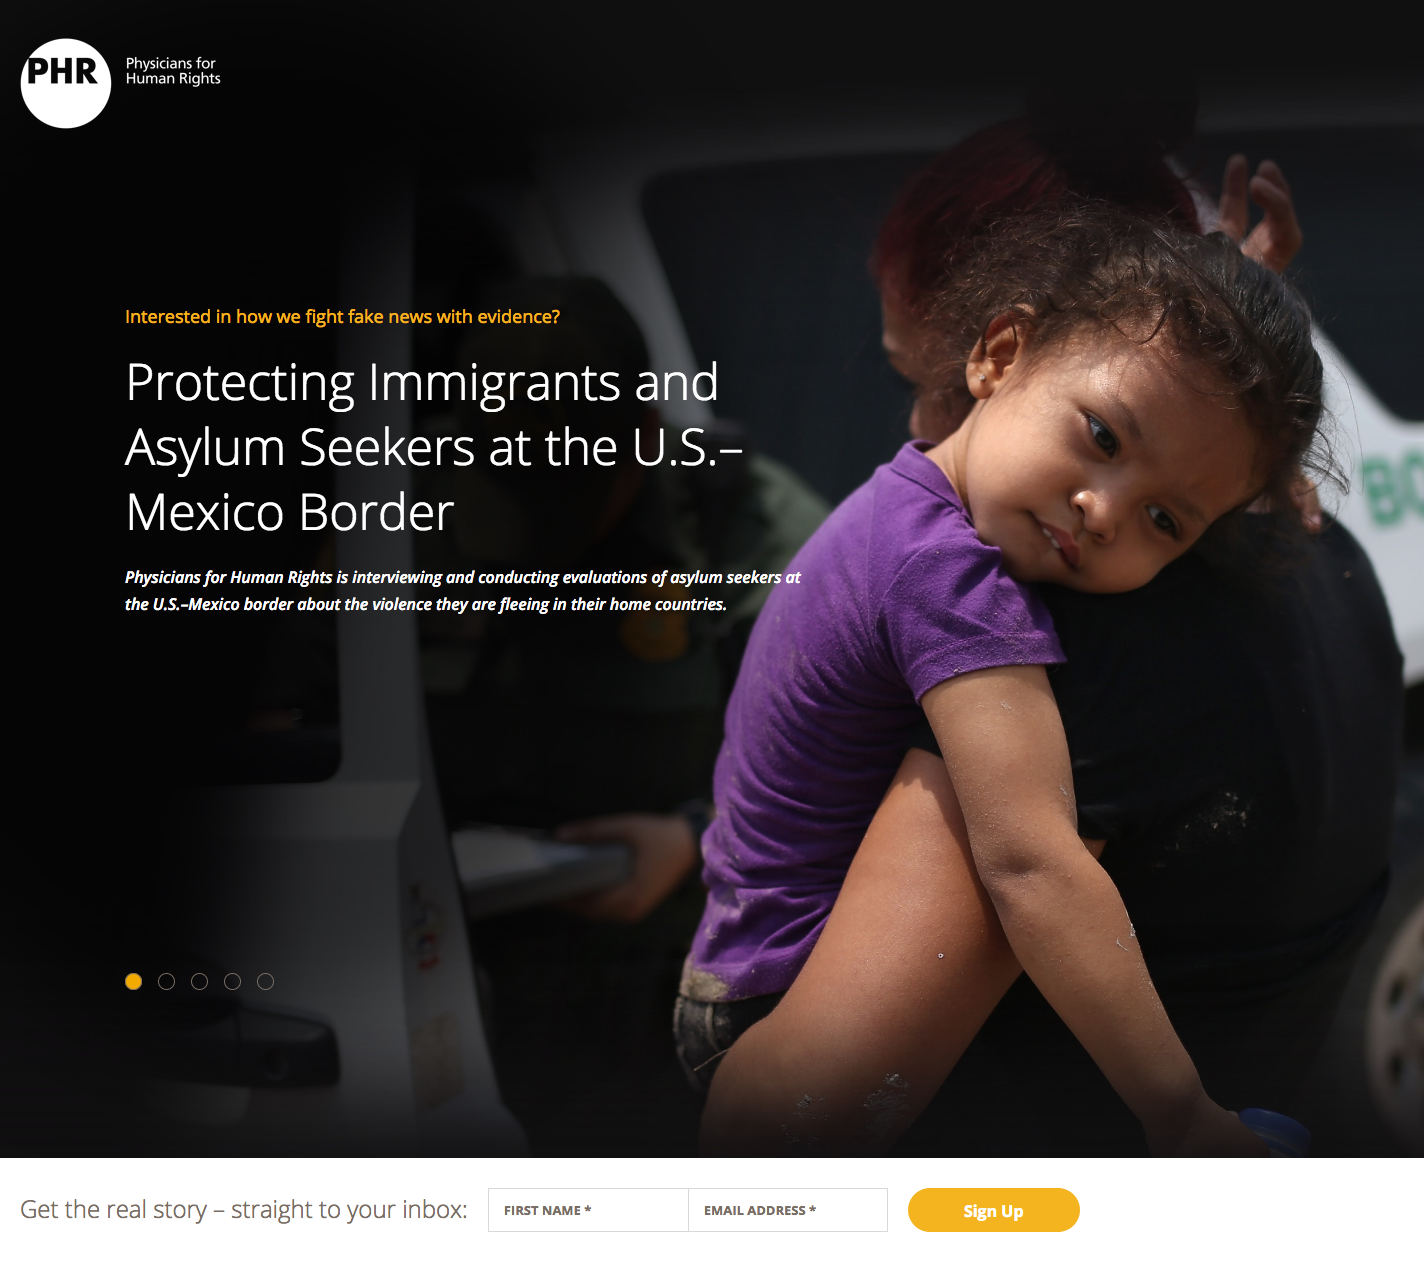 PHR
Physicians for
Human Rights
Interested in how we fight fake news with evidence?
Protecting Immigrants and
Asylum Seekers at the U.S.–
Mexico Border
Physicians for Human Rights is interviewing and conducting evaluations of asylum seekers at
the U.S.–Mexico border about the violence they are fleeing in their home countries.
BO
Get the real story – straight to your inbox:
FIRST NAME *
EMAIL ADDRESS *
Sign Up